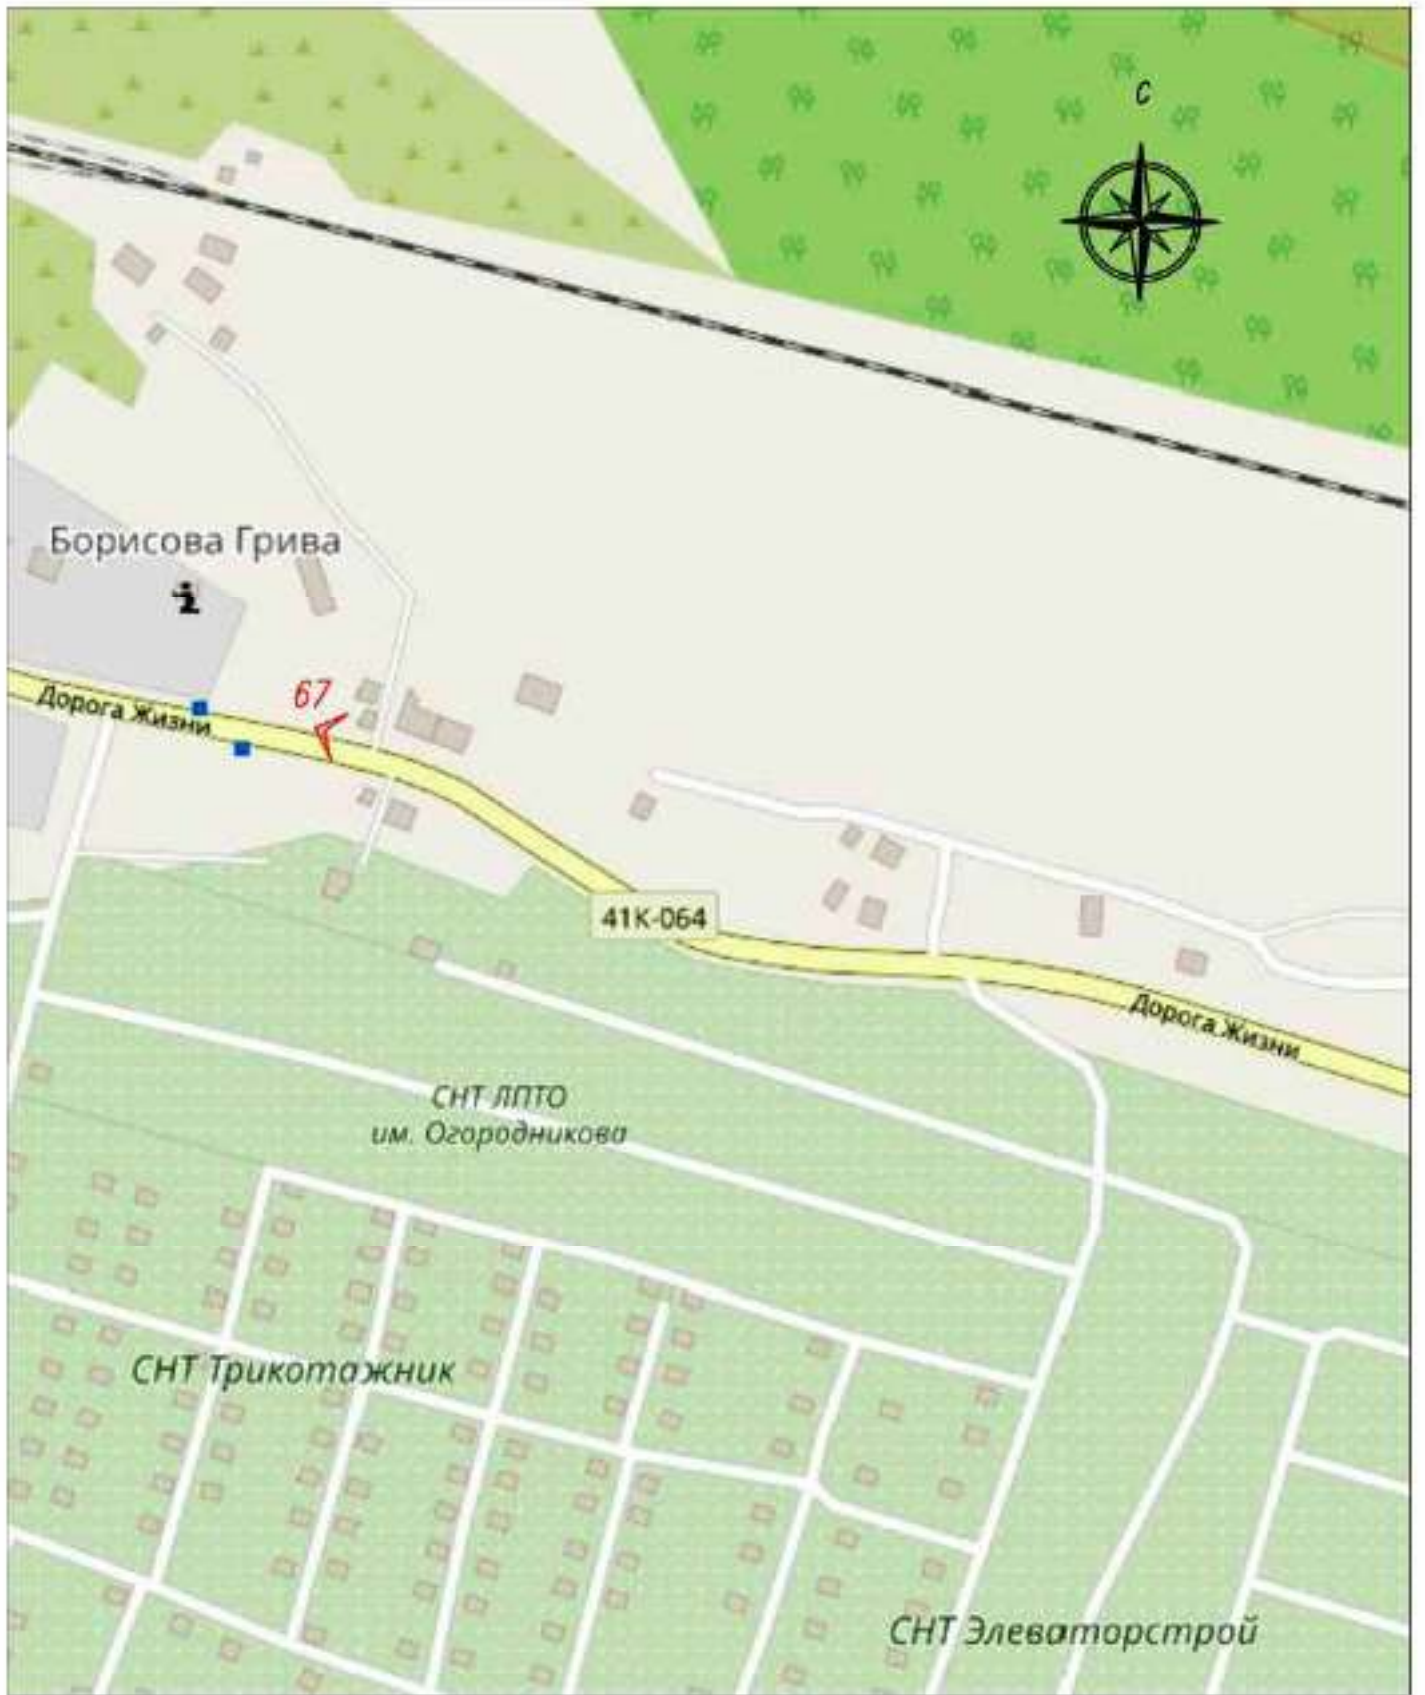 С
Борисова Грива
67
Дорога Жизни
41К-064
Дорога Жизни
СНТ ЛПТО
им. Огородникова
СНТ Трикотажник
СНТ Элеваторстрой